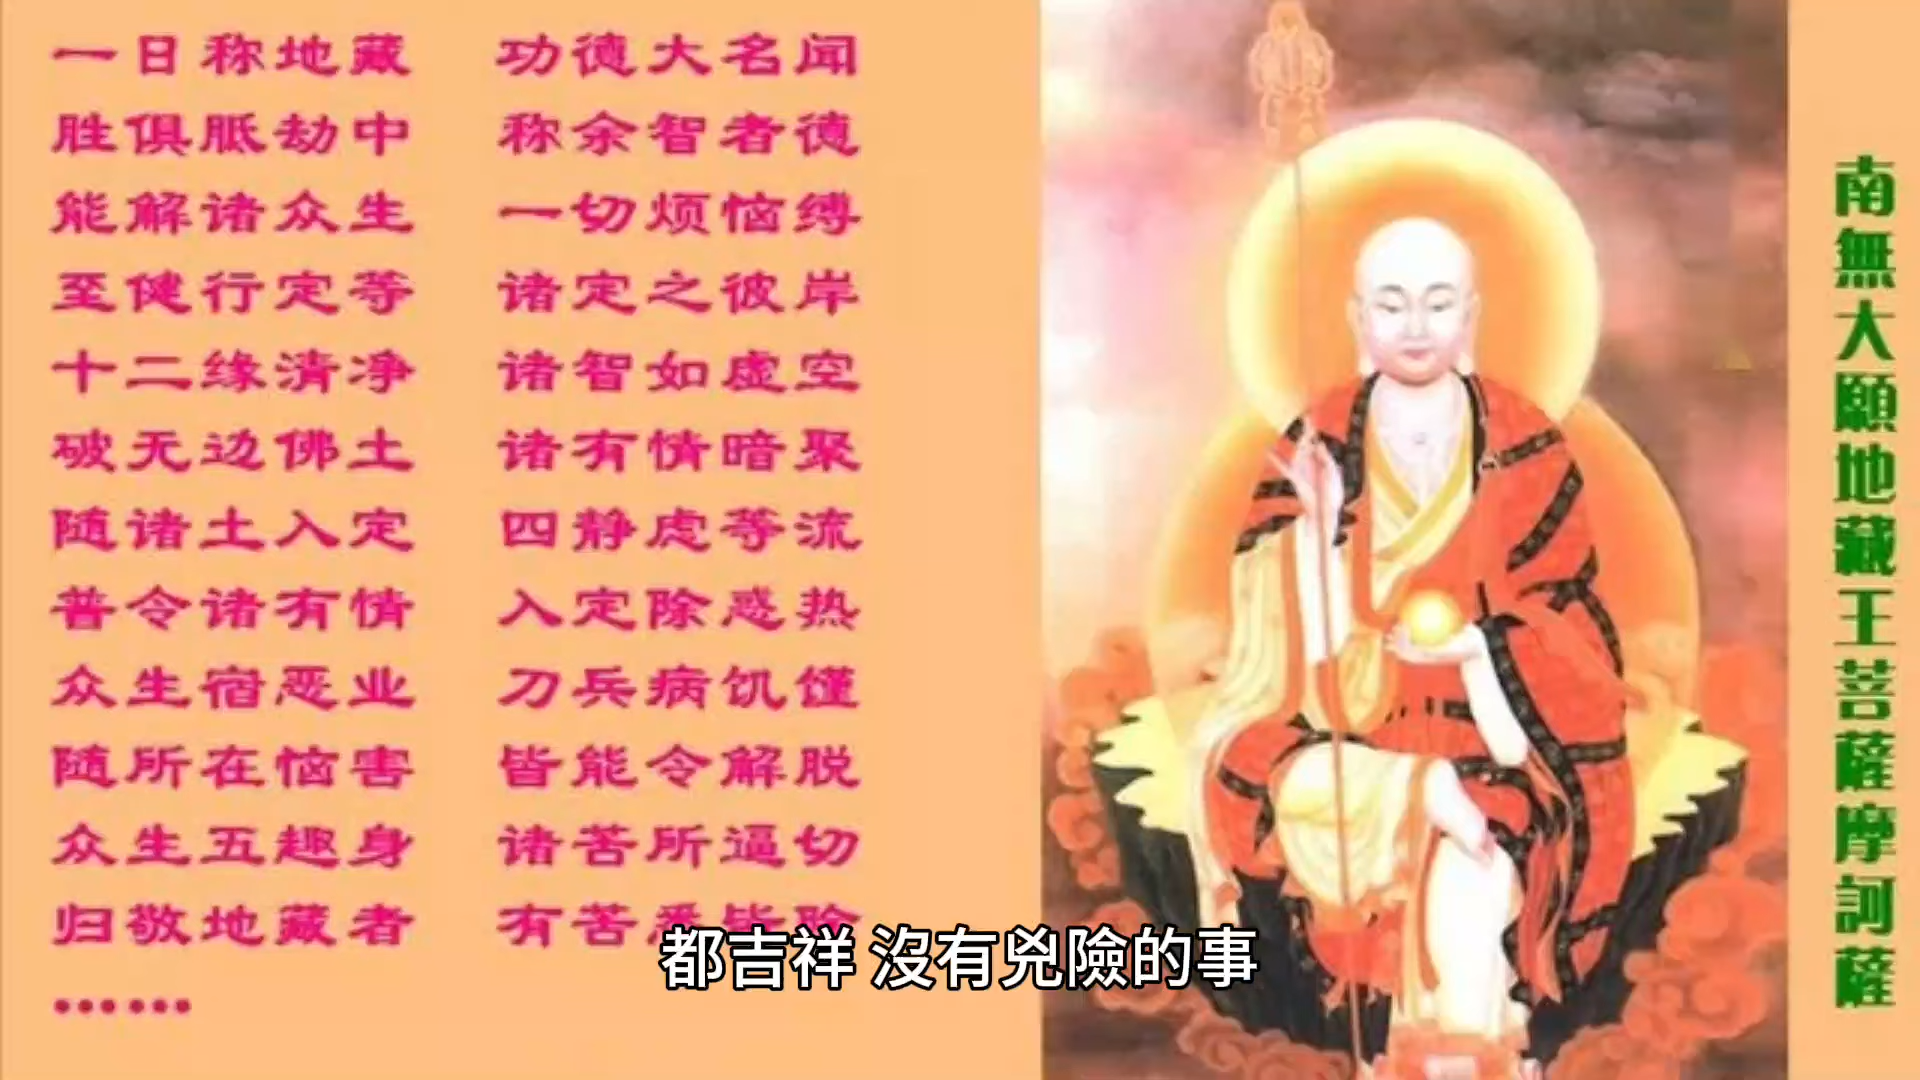 一日称地藏 功德大名闻
胜俱胝劫中 称余智者德
能解诸众生 一切烦恼缚
至健行定等 诸定之彼岸
十二缘清净 诸智如虚空
破无边佛土 诸有情暗聚
随诸土入定 四静虑等流
普令诸有情 入定除惑热
众生宿恶业 刀兵病饥馑
随所在恼害 皆能令解脱
众生五趣身 诸苦所逼切
归敬地藏者 有苦悉皆
……
都吉祥 沒有兇險的事
南無大願地藏王菩薩摩訶薩